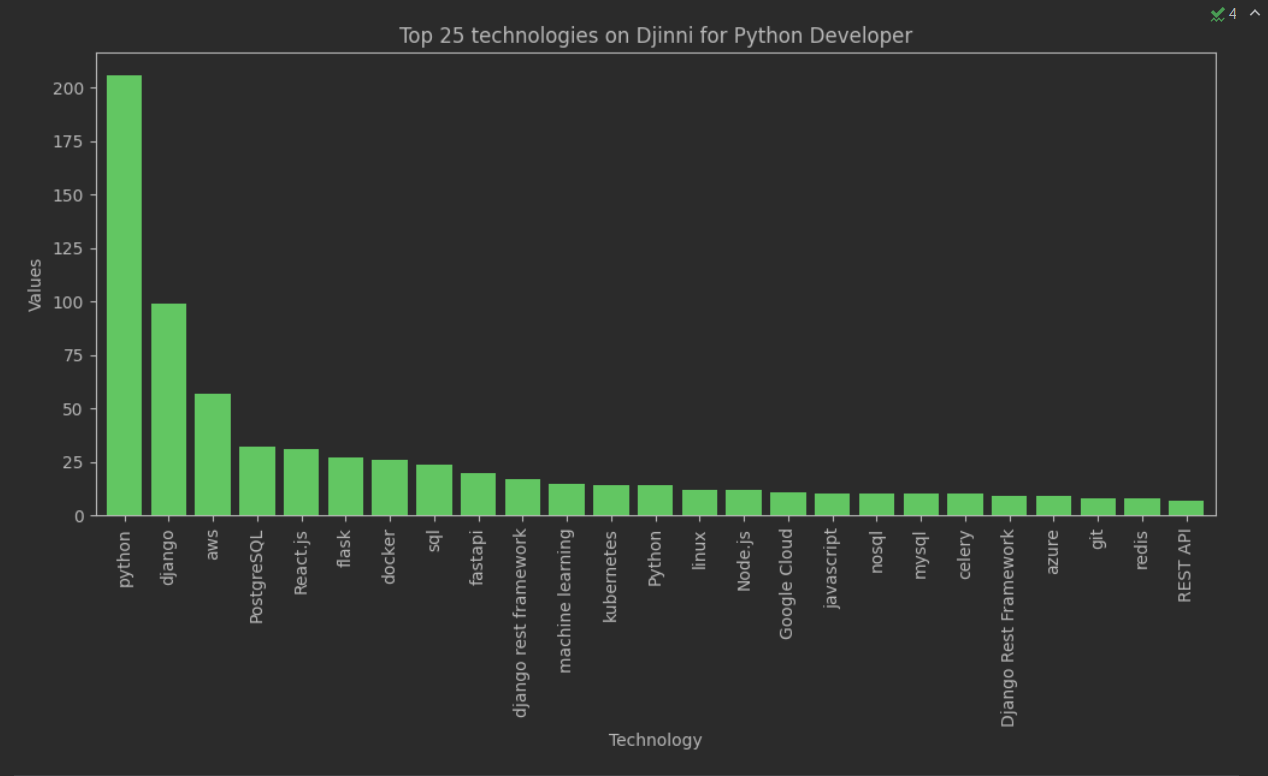 4
Top 25 technologies on Djinni for Python Developer
Values
200
175
150
125
100
75
50
25
0
python
django
aws
PostgreSQL
React.js
flask
docker
sql
fastapi
django rest framework
machine learning
kubernetes
Python
linux
Node.js
Google Cloud
javascript
nosql
mysql
celery
Django Rest Framework
azure
git
redis
REST API
Technology